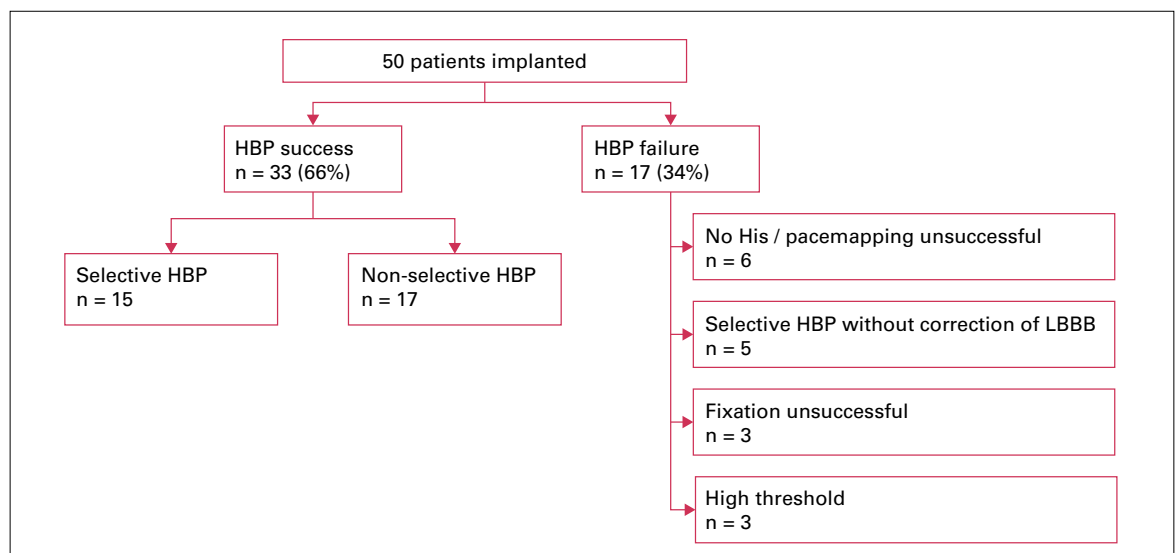 50 patients implanted
HBP success
n = 33 (66%)
HBP failure
n = 17 (34%)
Selective HBP
n = 15
Non-selective HBP
n = 17
No His / pacemapping unsuccessful
n = 6
Selective HBP without correction of LBBB
n = 5
Fixation unsuccessful
n = 3
High threshold
n = 3